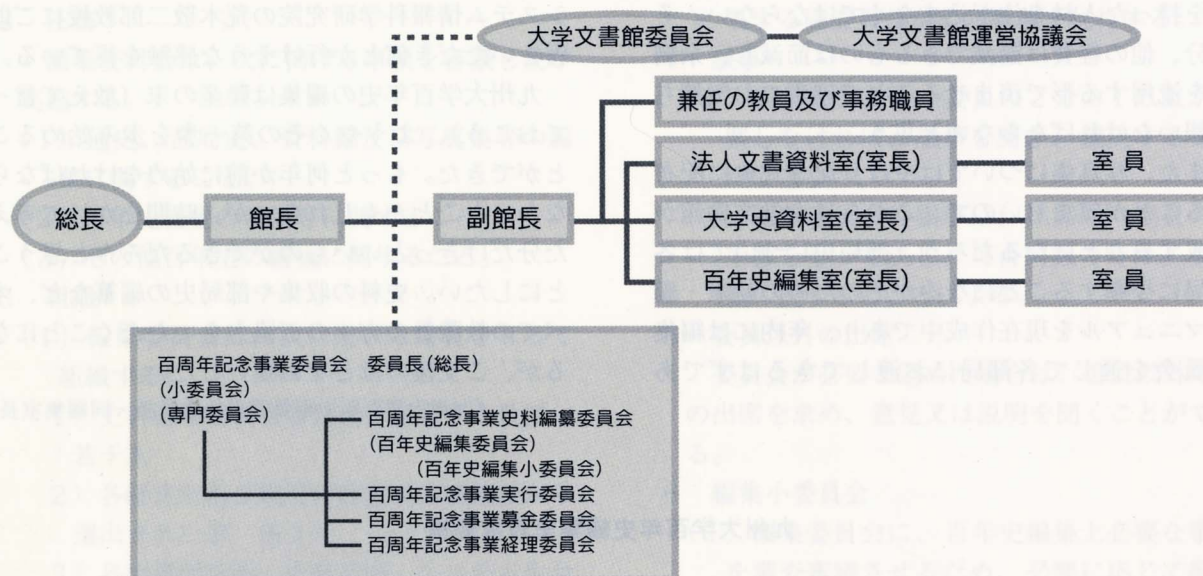 大学文書館委員会 大学文書館運営協議会
兼任の教員及び事務職員
法人文書資料室(室長) 室員
総長 館長 副館長 大学史資料室(室長) 室員
百年史編集室(室長) 室員
百周年記念事業委員会 委員長(総長)
(小委員会)
(専門委員会)
百周年記念事業史料編纂委員会
(百年史編集委員会)
(百年史編集小委員会)
百周年記念事業実行委員会
百周年記念事業募金委員会
百周年記念事業経理委員会